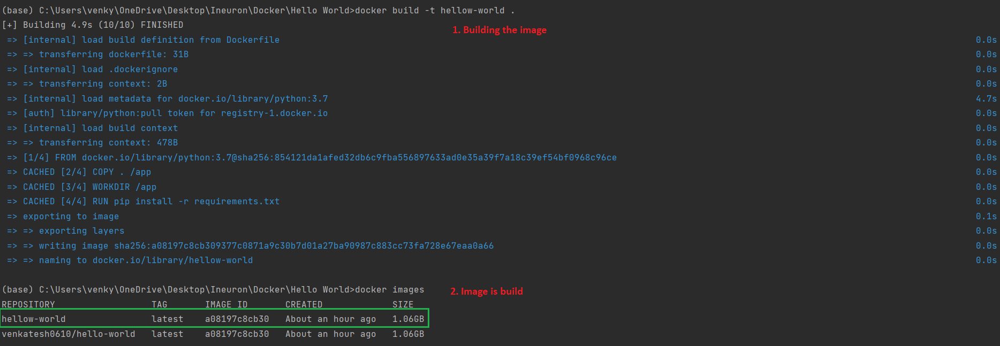 (base) C:\Users\venky\OneDrive\Desktop\Ineuron\Docker\Hello World>docker build -t hellow-world .
[+] Building 4.9s (10/10) FINISHED
1. Building the image
=> [internal] load build definition from Dockerfile 0.0s
=> => transferring dockerfile: 31B 0.0s
=> [internal] load .dockerignore 0.0s
=> => transferring context: 2B 0.0s
=> [internal] load metadata for docker.io/library/python:3.7 4.7s
=> [auth] library/python:pull token for registry-1.docker.io 0.0s
=> [internal] load build context 0.0s
=> => transferring context: 478B 0.0s
=> [1/4] FROM docker.io/library/python:3.7@sha256:854121da1afed32db6c9fba556897633ad0e35a39f7a18c39ef54bf0968c96ce 0.0s
=> CACHED [2/4] COPY . /app 0.0s
=> CACHED [3/4] WORKDIR /app 0.0s
=> CACHED [4/4] RUN pip install -r requirements.txt 0.0s
=> exporting to image 0.1s
=> => exporting layers 0.0s
=> => writing image sha256:a08197c8cb309377c0871a9c30b7d01a27ba90987c883cc73fa728e67eaa0a66 0.0s
=> => naming to docker.io/library/hellow-world 0.0s
(base) C:\Users\venky\OneDrive\Desktop\Ineuron\Docker\Hello World>docker images
2. Image is build
REPOSITORY TAG IMAGE ID CREATED SIZE
hellow-world latest a08197c8cb30 About an hour ago 1.06GB
venkatesh0610/hello-world latest a08197c8cb30 About an hour ago 1.06GB